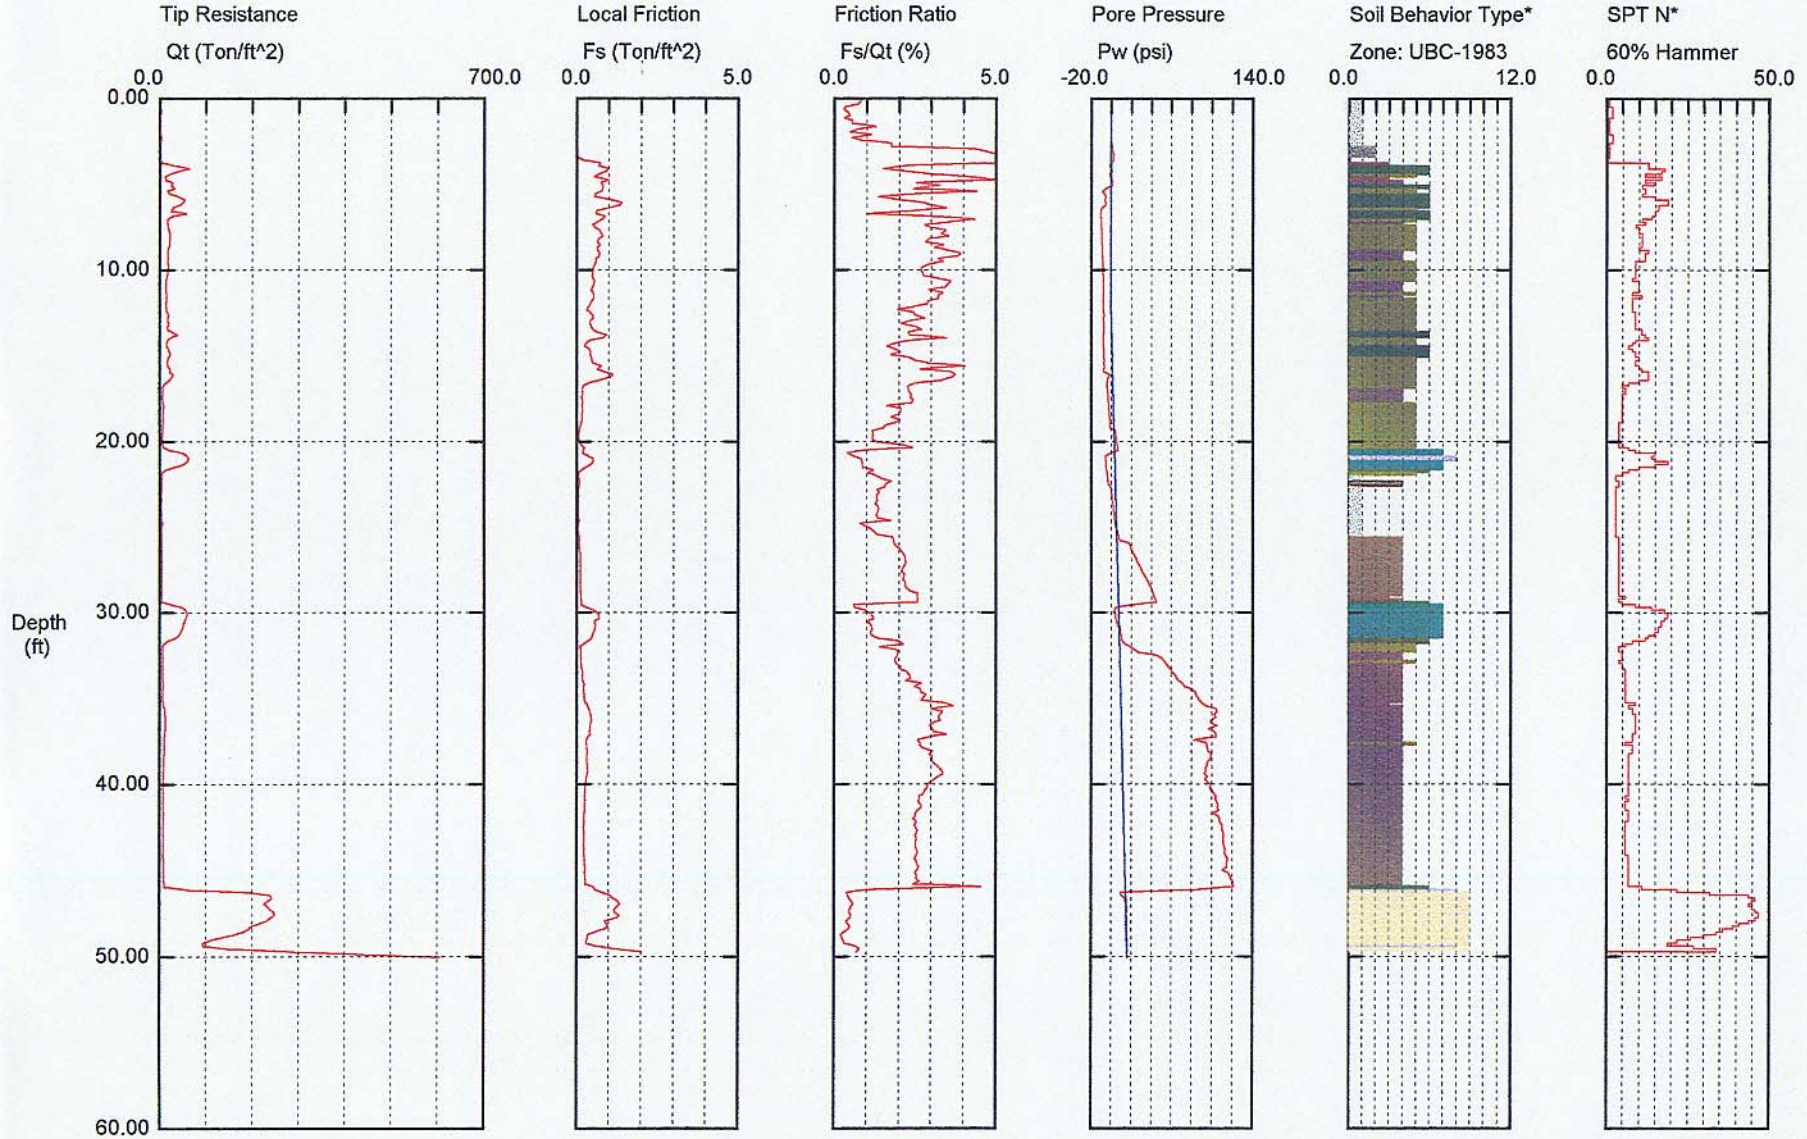 Tip Resistance
Qt (Ton/ft^2)
0.0 700.0
Local Friction
Fs (Ton/ft^2)
0.0 5.0
Friction Ratio
Fs/Qt (%)
0.0 5.0
Pore Pressure
Pw (psi)
-20.0 140.0
Soil Behavior Type*
Zone: UBC-1983
0.0 12.0
SPT N*
60% Hammer
0.0 50.0
0.00
10.00
20.00
30.00
Depth
(ft)
40.00
50.00
60.00